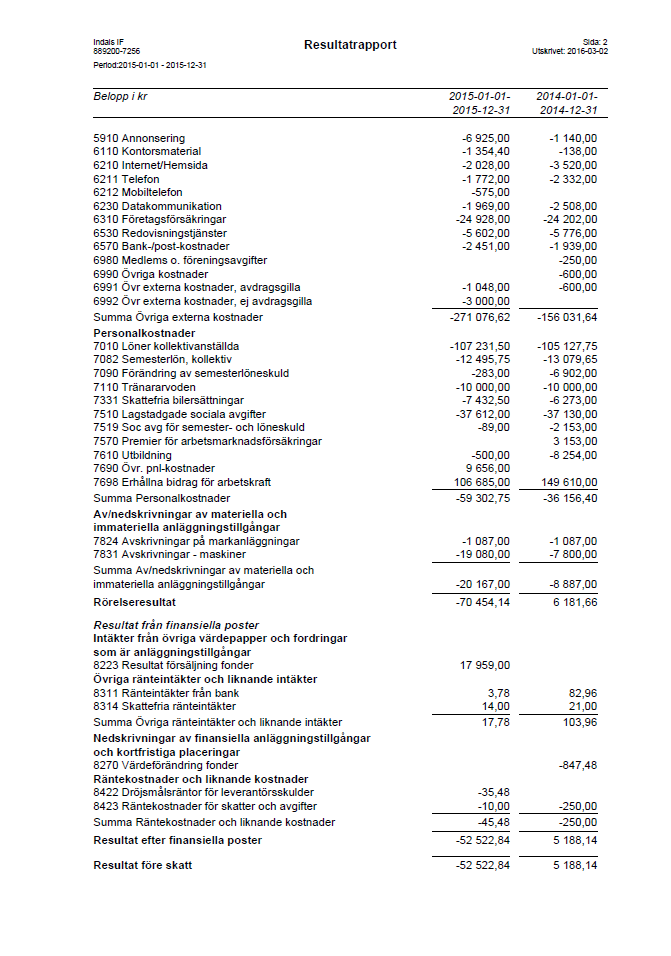 Indals IF Resultatrapport Sida: 2
889200-7256 Utskrivet: 2016-03-02
Period:2015-01-01 - 2015-12-31
Belopp i kr 2015-01-01- 2014-01-01-
2015-12-31 2014-12-31
5910 Annonsering -6 925,00 -1 140,00
6110 Kontorsmaterial -1 354,40 -138,00
6210 Internet/Hemsida -2 028,00 -3 520,00
6211 Telefon -1 772,00 -2 332,00
6212 Mobiltelefon -575,00
6230 Datakommunikation -1 969,00 -2 508,00
6310 Företagsförsäkringar -24 928,00 -24 202,00
6530 Redovisningstjänster -5 602,00 -5 776,00
6570 Bank-/post-kostnader -2 451,00 -1 939,00
6980 Medlems o. föreningsavgifter -250,00
6990 Övriga kostnader -600,00
6991 Övr externa kostnader, avdragsgilla -1 048,00 -600,00
6992 Övr externa kostnader, ej avdragsgilla -3 000,00
Summa Övriga externa kostnader -271 076,62 -156 031,64
Personalkostnader
7010 Löner kollektivanställda -107 231,50 -105 127,75
7082 Semesterlön, kollektiv -12 495,75 -13 079,65
7090 Förändring av semesterlöneskuld -283,00 -6 902,00
7110 Tränararvoden -10 000,00 -10 000,00
7331 Skattefria bilersättningar -7 432,50 -6 273,00
7510 Lagstadgade sociala avgifter -37 612,00 -37 130,00
7519 Soc avg för semester- och löneskuld -89,00 -2 153,00
7570 Premier för arbetsmarknadsförsäkringar 3 153,00
7610 Utbildning -500,00 -8 254,00
7690 Övr. pnl-kostnader 9 656,00
7698 Erhållna bidrag för arbetskraft 106 685,00 149 610,00
Summa Personalkostnader -59 302,75 -36 156,40
Av/nedskrivningar av materiella och
immateriella anläggningstillgångar
7824 Avskrivningar på markanläggningar -1 087,00 -1 087,00
7831 Avskrivningar - maskiner -19 080,00 -7 800,00
Summa Av/nedskrivningar av materiella och
immateriella anläggningstillgångar -20 167,00 -8 887,00
Rörelseresultat -70 454,14 6 181,66
Resultat från finansiella poster
Intäkter från övriga värdepapper och fordringar
som är anläggningstillgångar
8223 Resultat försäljning fonder 17 959,00
Övriga ränteintäkter och liknande intäkter
8311 Ränteintäkter från bank 3,78 82,96
8314 Skattefria ränteintäkter 14,00 21,00
Summa Övriga ränteintäkter och liknande intäkter 17,78 103,96
Nedskrivningar av finansiella anläggningstillgångar
och kortfristiga placeringar
8270 Värdeförändring fonder -847,48
Räntekostnader och liknande kostnader
8422 Dröjsmålsräntor för leverantörsskulder -35,48
8423 Räntekostnader för skatter och avgifter -10,00 -250,00
Summa Räntekostnader och liknande kostnader -45,48 -250,00
Resultat efter finansiella poster -52 522,84 5 188,14
Resultat före skatt -52 522,84 5 188,14